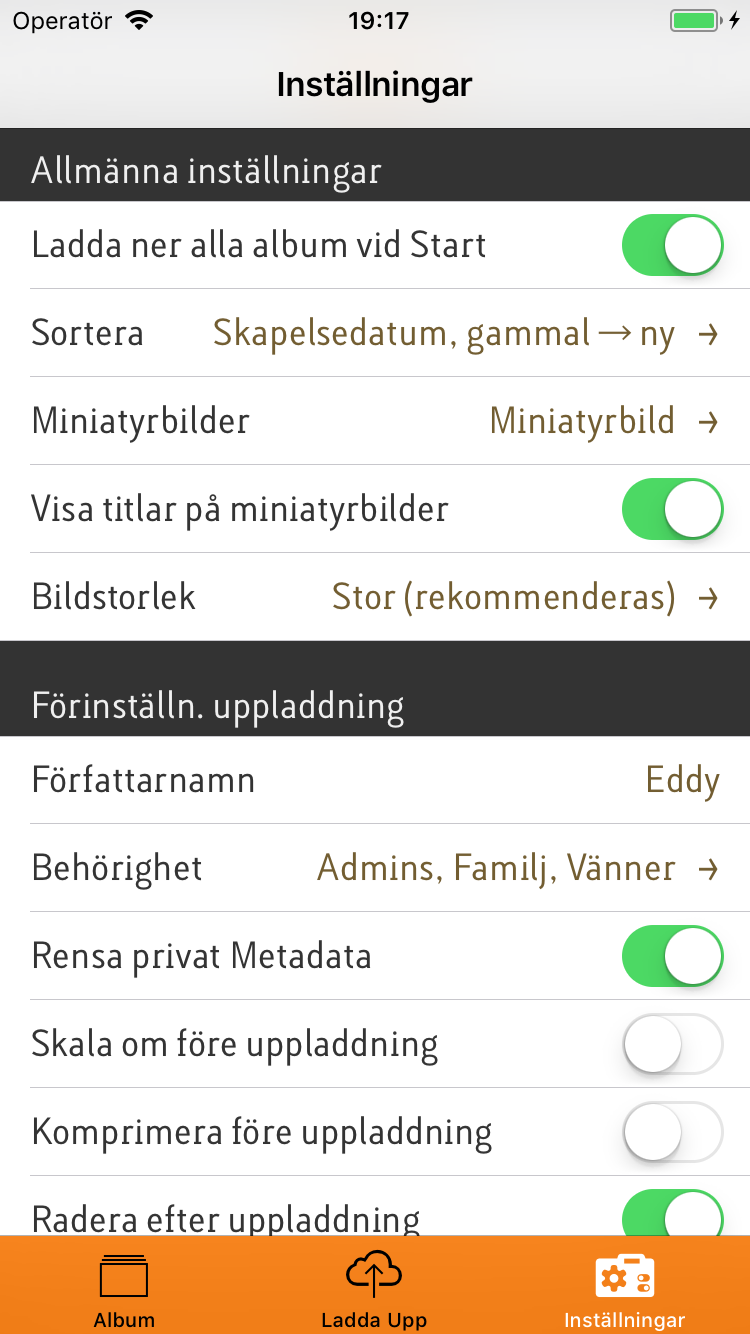 Operatör 19:17
Inställningar
Allmänna inställningar
Ladda ner alla album vid Start
Sortera Skapelsedatum, gammal → ny →
Miniatyrbilder Miniatyrbild →
Visa titlar på miniatyrbilder
Bildstorlek Stor (rekommenderas) →
Förinställn. uppladdning
Författarnamn Eddy
Behörighet Admins, Familj, Vänner →
Rensa privat Metadata
Skala om före uppladdning
Komprimera före uppladdning
Radera efter uppladdning
Album Ladda Upp Inställningar